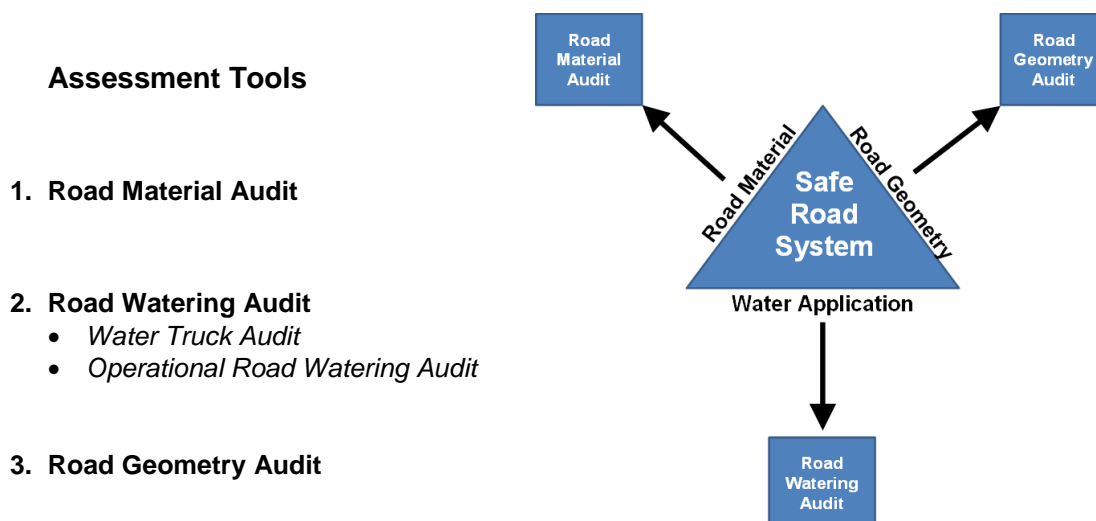 Assessment Tools
1. Road Material Audit
2. Road Watering Audit
• Water Truck Audit
• Operational Road Watering Audit
3. Road Geometry Audit
Road
Material
Audit
Road
Geometry
Audit
Road Material
Road Geometry
Safe
Road
System
Water Application
Road
Watering
Audit